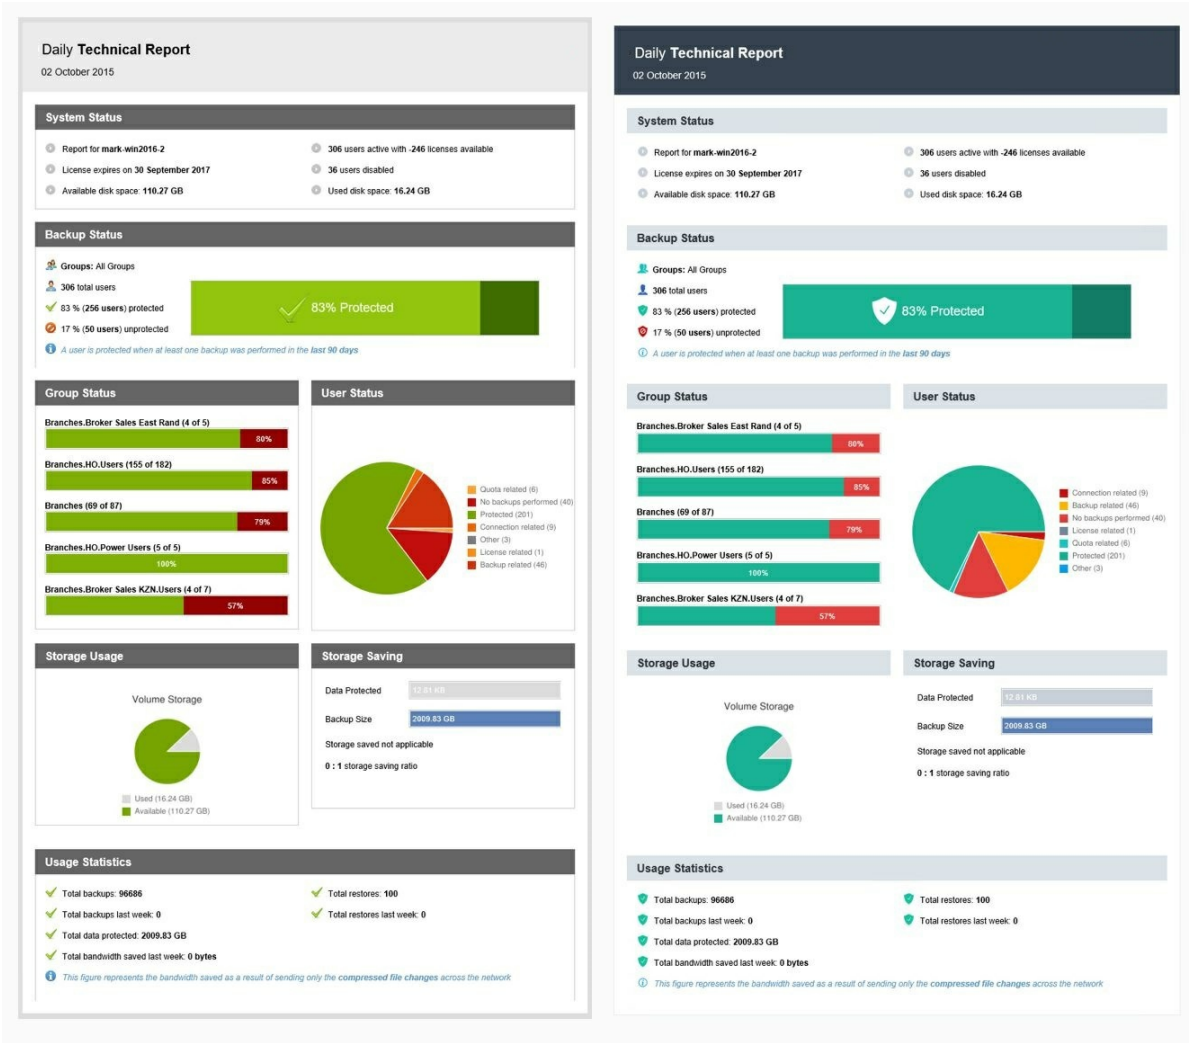 Daily Technical Report
02 October 2015
System Status
Report for mark-win2016-2
License expires on 30 September 2017
Available disk space: 110.27 GB
306 users active with -246 licenses available
36 users disabled
Used disk space: 16.24 GB
Backup Status
Groups: All Groups
306 total users
83 % (256 users) protected
17 % (50 users) unprotected
83% Protected
A user is protected when at least one backup was performed in the last 90 days
Group Status
Branches.Broker Sales East Rand (4 of 5)
80%
Branches.HO.Users (155 of 182)
85%
Branches (69 of 87)
79%
Branches.HO.Power Users (5 of 5)
100%
Branches.Broker Sales KZN.Users (4 of 7)
57%
User Status
Quota related (6)
No backups performed (40)
Protected (201)
Connection related (9)
Other (3)
License related (1)
Backup related (46)
Storage Usage
Volume Storage
Used (16.24 GB)
Available (110.27 GB)
Storage Saving
Data Protected 12.01 KB
Backup Size 2009.83 GB
Storage saved not applicable
0 : 1 storage saving ratio
Usage Statistics
Total backups: 96686
Total backups last week: 0
Total data protected: 2009.83 GB
Total bandwidth saved last week: 0 bytes
Total restores: 100
Total restores last week: 0
This figure represents the bandwidth saved as a result of sending only the compressed file changes across the network
Daily Technical Report
02 October 2015
System Status
Report for mark-win2016-2
License expires on 30 September 2017
Available disk space: 110.27 GB
306 users active with -246 licenses available
36 users disabled
Used disk space: 16.24 GB
Backup Status
Groups: All Groups
306 total users
83 % (256 users) protected
17 % (50 users) unprotected
83% Protected
A user is protected when at least one backup was performed in the last 90 days
Group Status
Branches.Broker Sales East Rand (4 of 5)
80%
Branches.HO.Users (155 of 182)
85%
Branches (69 of 87)
79%
Branches.HO.Power Users (5 of 5)
100%
Branches.Broker Sales KZN.Users (4 of 7)
57%
User Status
Connection related (9)
Backup related (46)
No backups performed (40)
License related (1)
Quota related (6)
Protected (201)
Other (3)
Storage Usage
Volume Storage
Used (16.24 GB)
Available (110.27 GB)
Storage Saving
Data Protected 12.01 KB
Backup Size 2009.83 GB
Storage saved not applicable
0 : 1 storage saving ratio
Usage Statistics
Total backups: 96686
Total backups last week: 0
Total data protected: 2009.83 GB
Total bandwidth saved last week: 0 bytes
Total restores: 100
Total restores last week: 0
This figure represents the bandwidth saved as a result of sending only the compressed file changes across the network